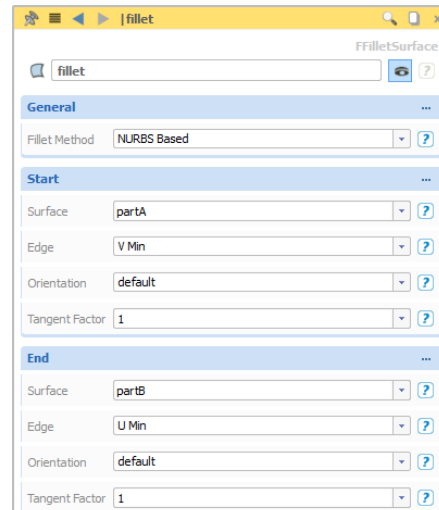 |fillet
FFilletSurface
fillet
?
General
...
Fillet Method NURBS Based ?
Start
...
Surface partA ?
Edge V Min ?
Orientation default ?
Tangent Factor 1 ?
End
...
Surface partB ?
Edge U Min ?
Orientation default ?
Tangent Factor 1 ?